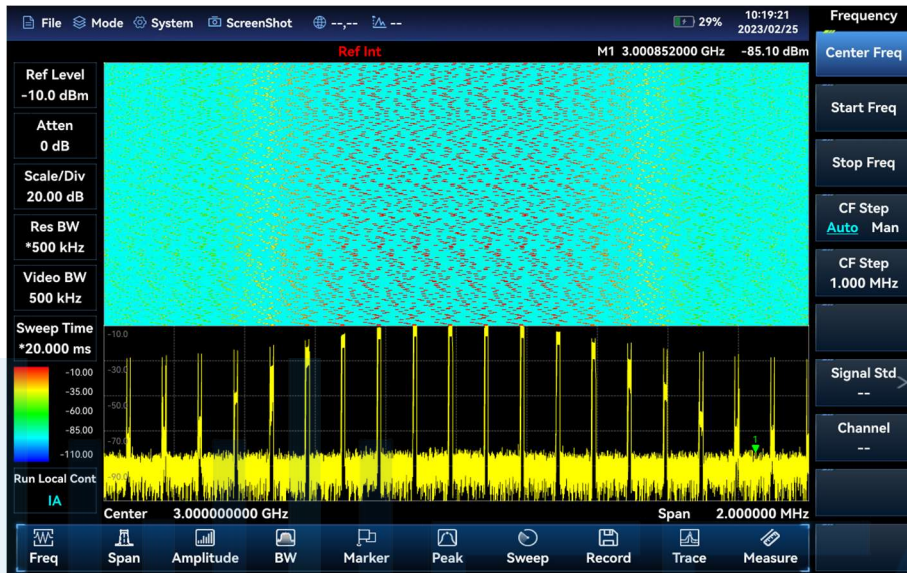 File Mode System ScreenShot --,-- -- 29% 10:19:21 2023/02/25
Frequency
Ref Int
M1 3.000852000 GHz -85.10 dBm
Ref Level
-10.0 dBm
Atten
0 dB
Scale/Div
20.00 dB
Res BW
*500 kHz
Video BW
500 kHz
Sweep Time
*20.000 ms
-10.00
-35.00
-60.00
-85.00
-110.00
Run Local Cont
IA
-10.0
-30.0
-50.0
-70.0
-90.0
1
Center 3.0000000000 GHz
Span 2.000000 MHz
Center Freq
Start Freq
Stop Freq
CF Step
Auto Man
CF Step
1.000 MHz
Signal Std
--
>
Channel
--
Freq Span Amplitude BW Marker Peak Sweep Record Trace Measure